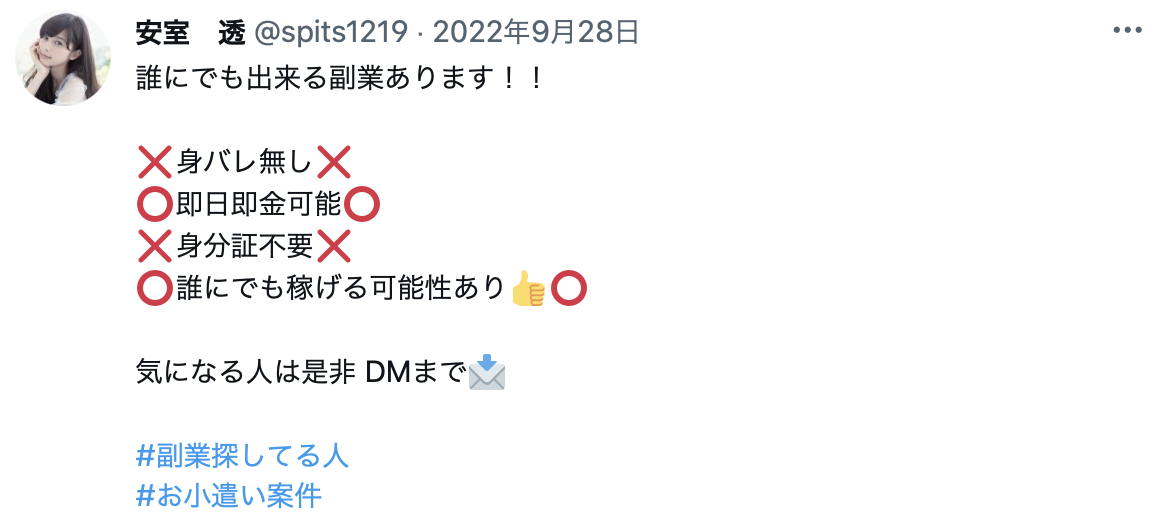 安室　透 @spits1219 · 2022年9月28日
誰にでも出来る副業あります！！
❌身バレ無し❌
⭕即日即金可能⭕
❌身分証不要❌
⭕誰にでも稼げる可能性あり👍⭕
気になる人は是非 DMまで📩
#副業探してる人
#お小遣い案件